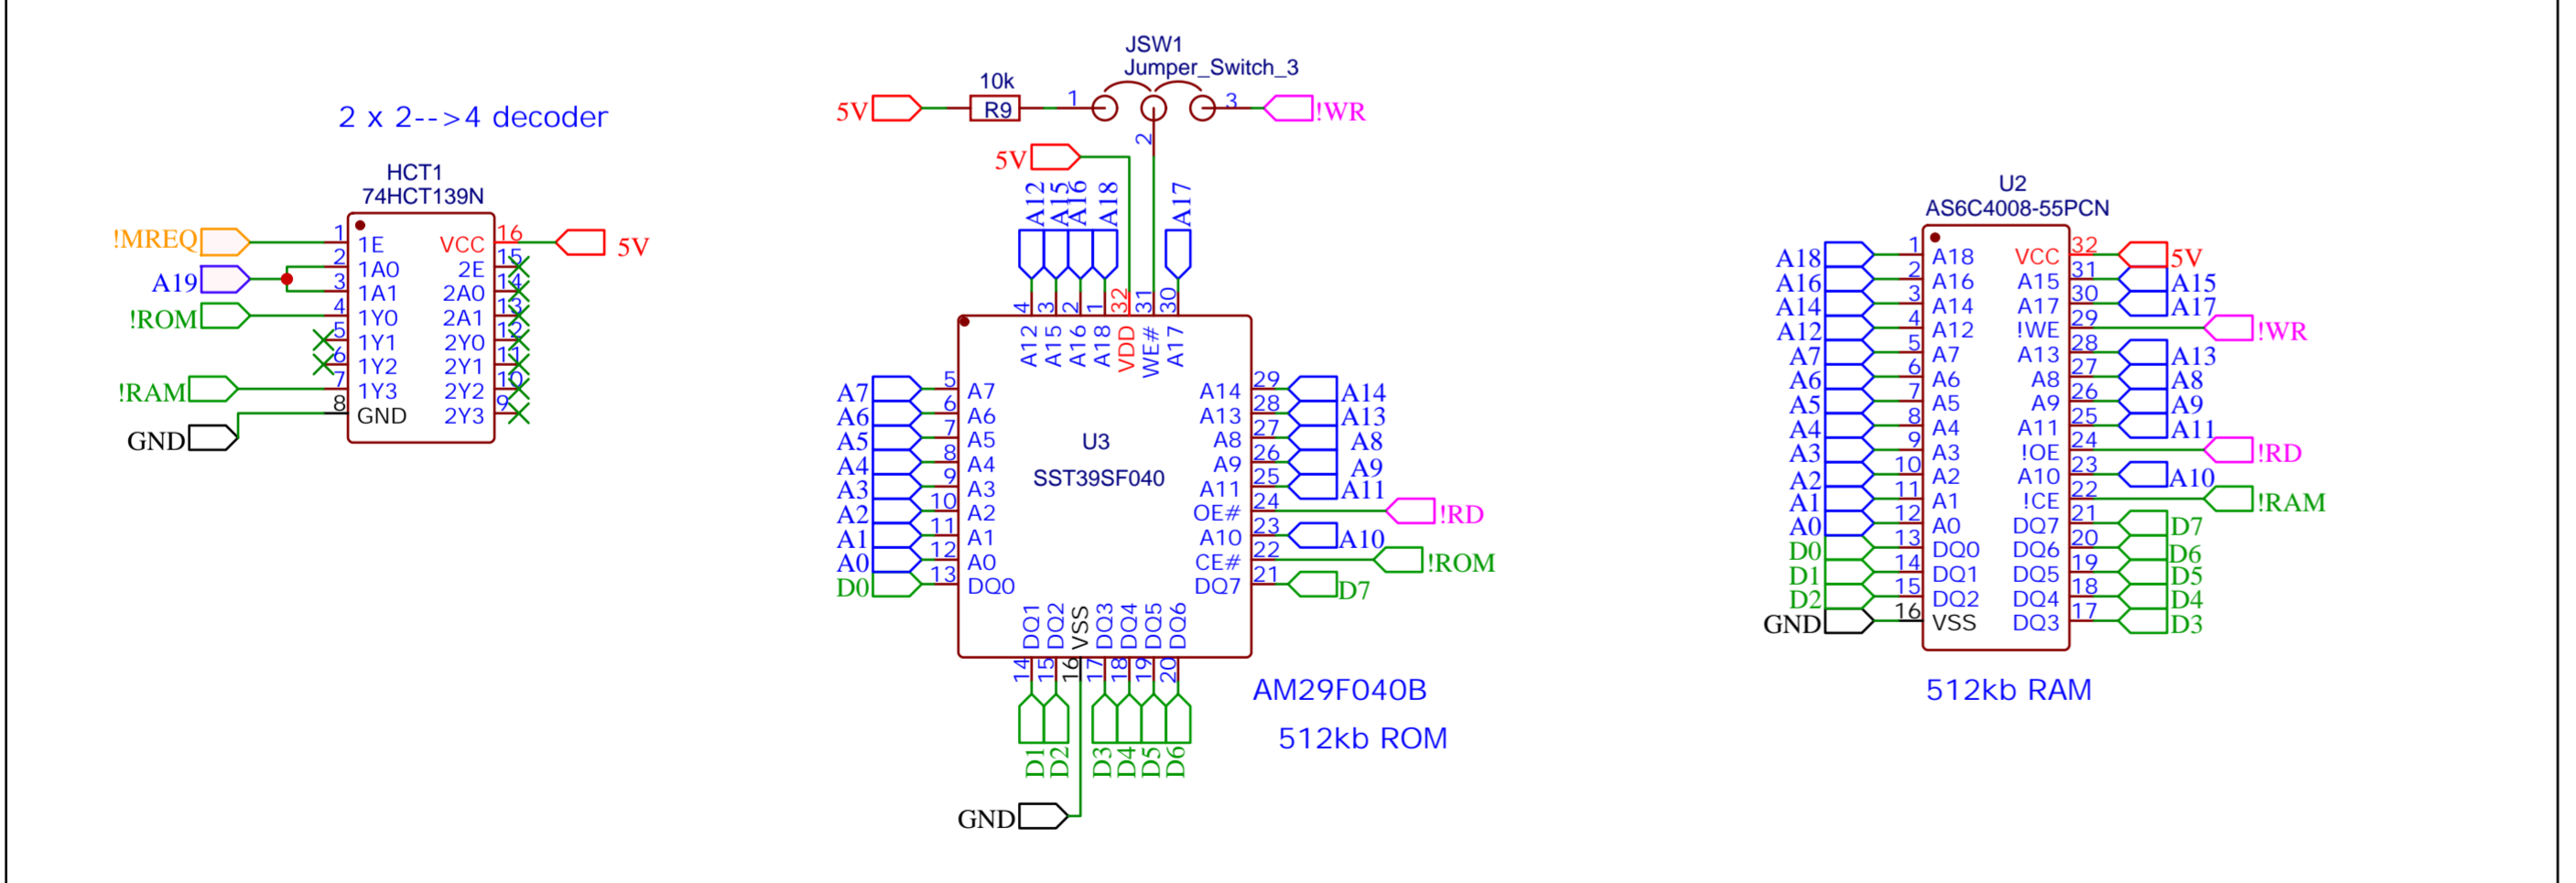 2 x 2-->4 decoder
HCT1
74HCT139N
!MREQ
1
1E
VCC
16
5V
A19
2
1A0
2E
15
3
1A1
2A0
14
!ROM
4
1Y0
2A1
13
5
1Y1
2Y0
12
6
1Y2
2Y1
11
!RAM
7
1Y3
2Y2
10
GND
8
GND
2Y3
9
JSW1
Jumper_Switch_3
5V
10k
R9
1
2
3
!WR
5V
A12
A15
A16
A18
A17
4
3
2
1
32
31
30
A12
A15
A16
A18
VDD
WE#
A17
A7
5
A7
A14
29
A14
A6
6
A6
A13
28
A13
A5
7
A5
A8
27
A8
A4
8
A4
A9
26
A9
A3
9
A3
A11
25
A11
A2
10
A2
OE#
24
!RD
A1
11
A1
A10
23
A10
A0
12
A0
CE#
22
!ROM
D0
13
DQ0
DQ7
21
D7
U3
SST39SF040
DQ1
DQ2
VSS
DQ3
DQ4
DQ5
DQ6
14
15
16
17
18
19
20
D1
D2
D3
D4
D5
D6
GND
AM29F040B
512kb ROM
U2
AS6C4008-55PCN
A18
1
A18
VCC
32
5V
A16
2
A16
A15
31
A15
A14
3
A14
A17
30
A17
A12
4
A12
!WE
29
!WR
A7
5
A7
A13
28
A13
A6
6
A6
A8
27
A8
A5
7
A5
A9
26
A9
A4
8
A4
A11
25
A11
A3
9
A3
!OE
24
!RD
A2
10
A2
A10
23
A10
A1
11
A1
!CE
22
!RAM
A0
12
A0
DQ7
21
D7
D0
13
DQ0
DQ6
20
D6
D1
14
DQ1
DQ5
19
D5
D2
15
DQ2
DQ4
18
D4
GND
16
VSS
DQ3
17
D3
512kb RAM